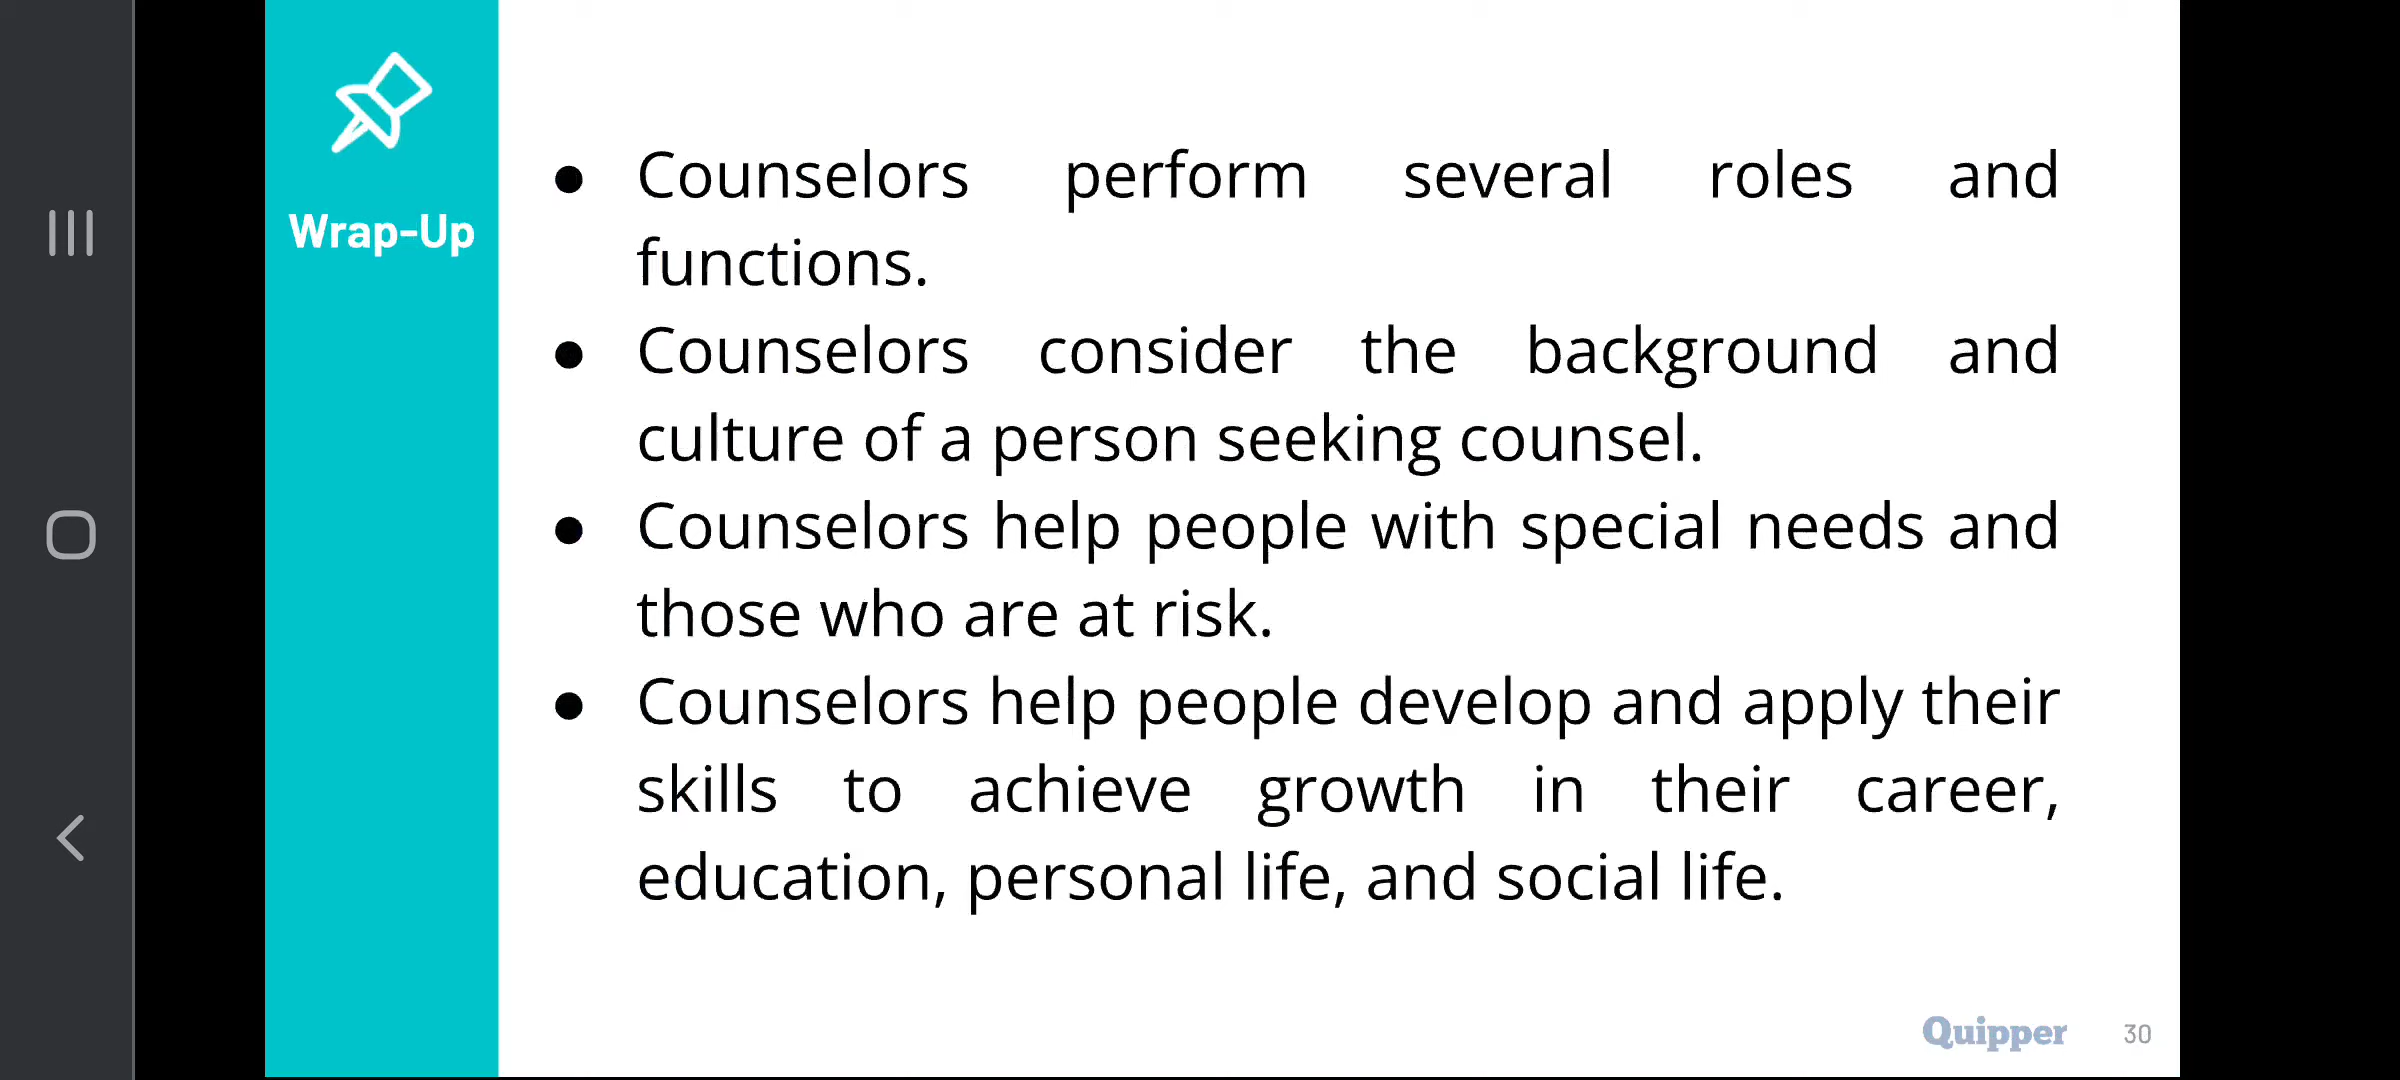 Wrap-Up
● Counselors perform several roles and
functions.
● Counselors consider the background and
culture of a person seeking counsel.
● Counselors help people with special needs and
those who are at risk.
● Counselors help people develop and apply their
skills to achieve growth in their career,
education, personal life, and social life.
Quipper 30